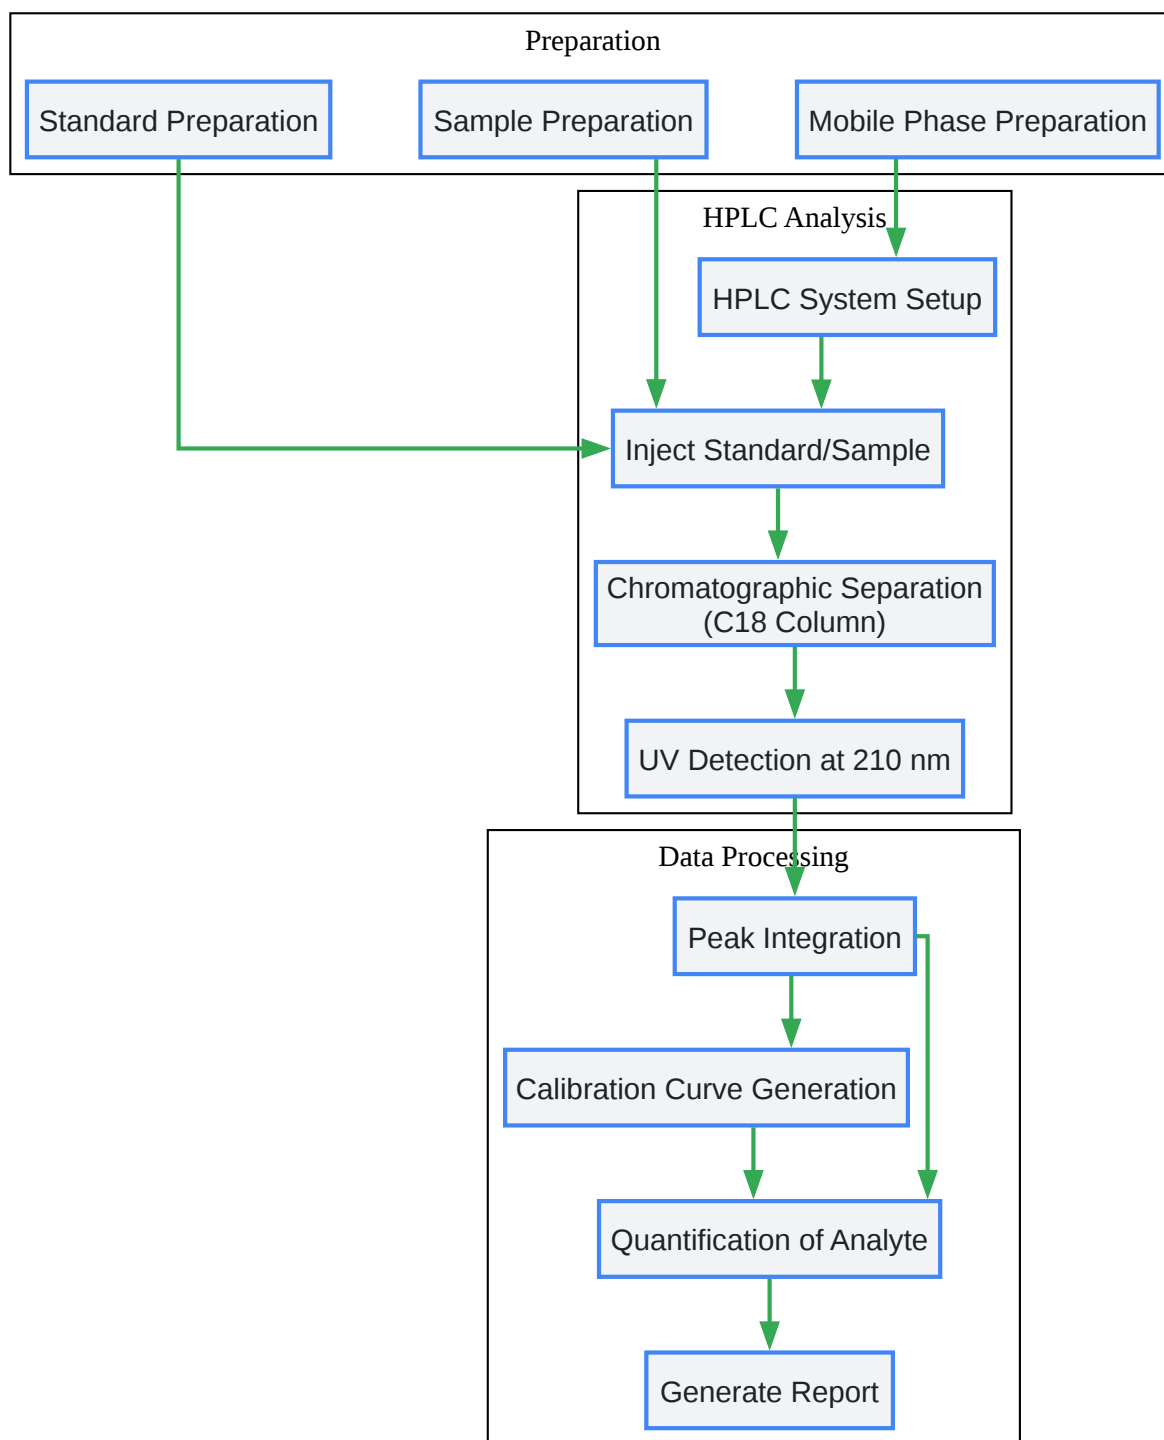 Preparation
Standard Preparation
Sample Preparation
Mobile Phase Preparation
HPLC Analysis
HPLC System Setup
Inject Standard/Sample
Chromatographic Separation
(C18 Column)
UV Detection at 210 nm
Data Processing
Peak Integration
Calibration Curve Generation
Quantification of Analyte
Generate Report